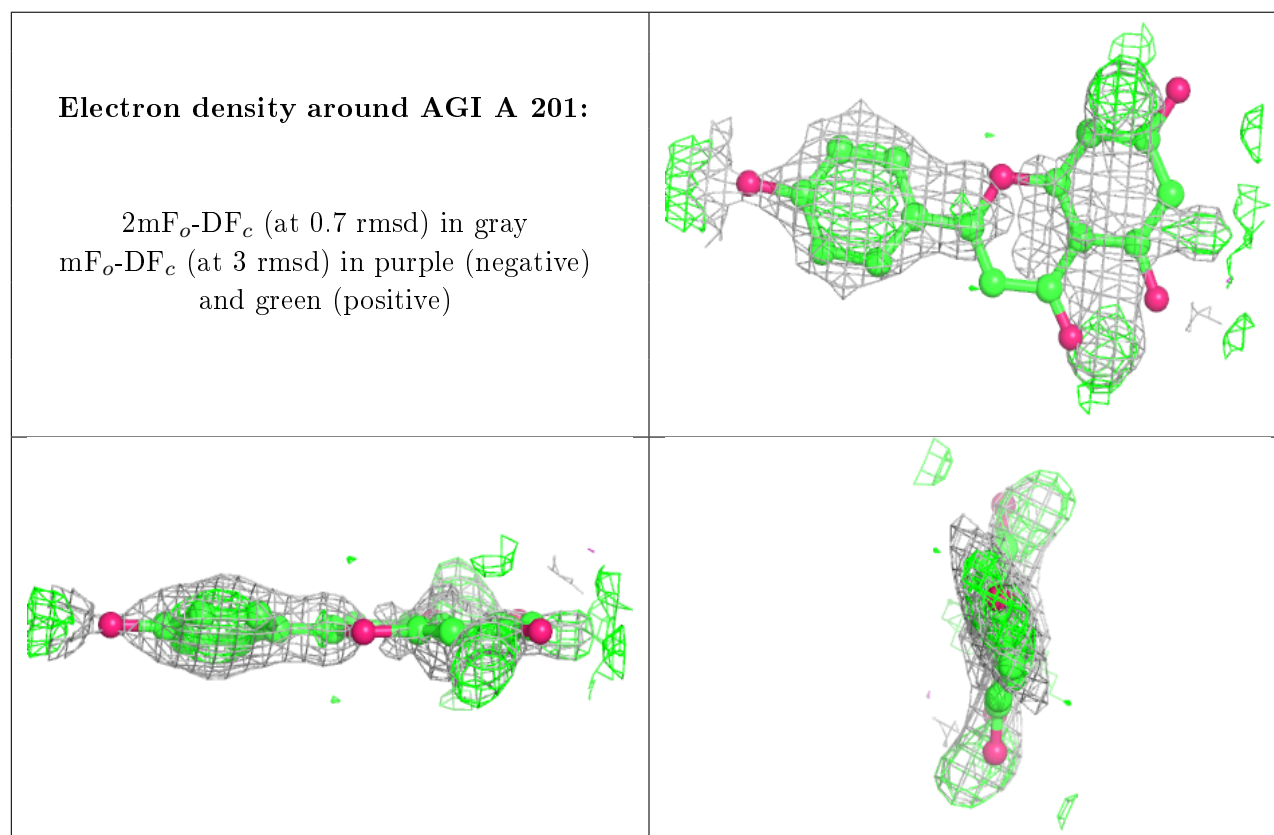 Electron density around AGI A 201:
2mFₒ-DF𝒸 (at 0.7 rmsd) in gray
mFₒ-DF𝒸 (at 3 rmsd) in purple (negative)
and green (positive)